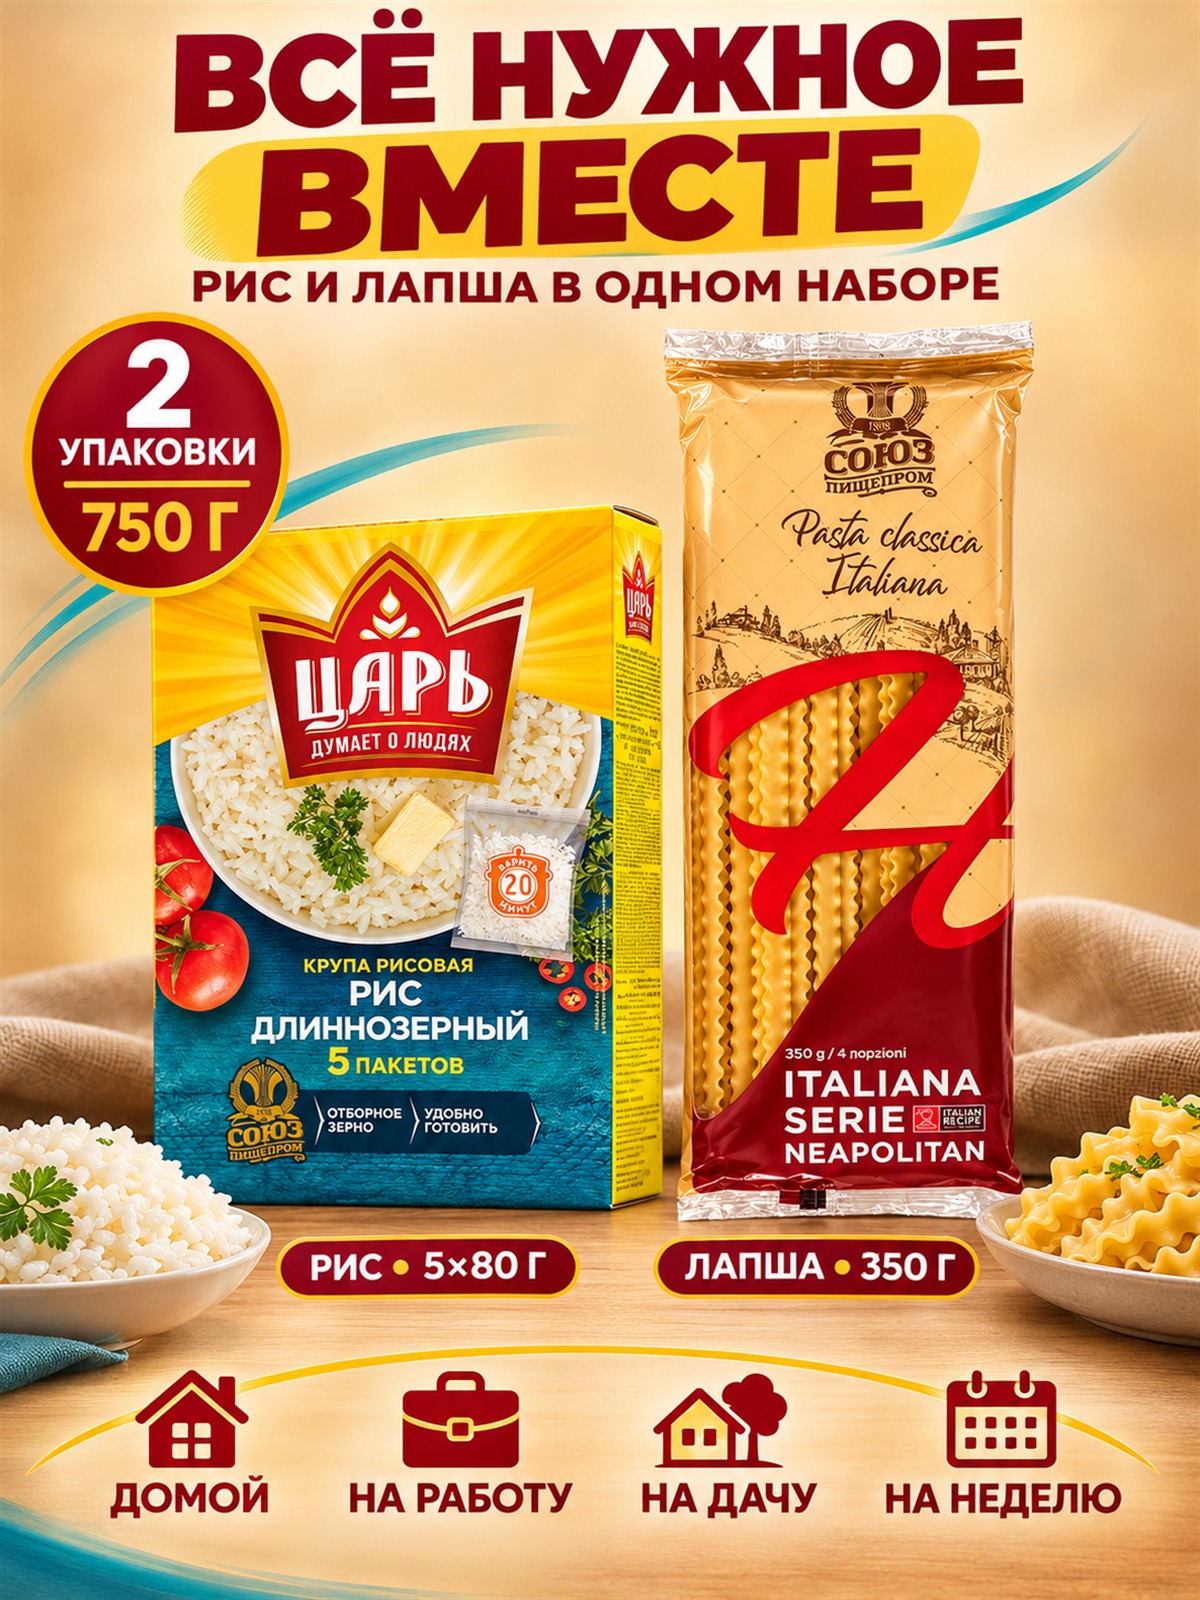 ВСЁ НУЖНОЕ
ВМЕСТЕ
РИС И ЛАПША В ОДНОМ НАБОРЕ
2
УПАКОВКИ
750 Г
ЦАРЬ
ДУМАЕТ О ЛЮДЯХ
ВАРИТЬ
20
МИНУТ
КРУПА РИСОВАЯ
РИС
ДЛИННОЗЕРНЫЙ
5 ПАКЕТОВ
СОЮЗ
ПИЩЕПРОМ
ОТБОРНОЕ
ЗЕРНО
УДОБНО
ГОТОВИТЬ
ЦАРЬ
СОЮЗ
ПИЩЕПРОМ
Pasta classica
Italiana
350 g / 4 порzioni
ITALIANA
SERIE
ITALIAN
RECIPE
NEAPOLITAN
РИС • 5×80 Г
ЛАПША • 350 Г
ДОМОЙ
НА РАБОТУ
НА ДАЧУ
НА НЕДЕЛЮ